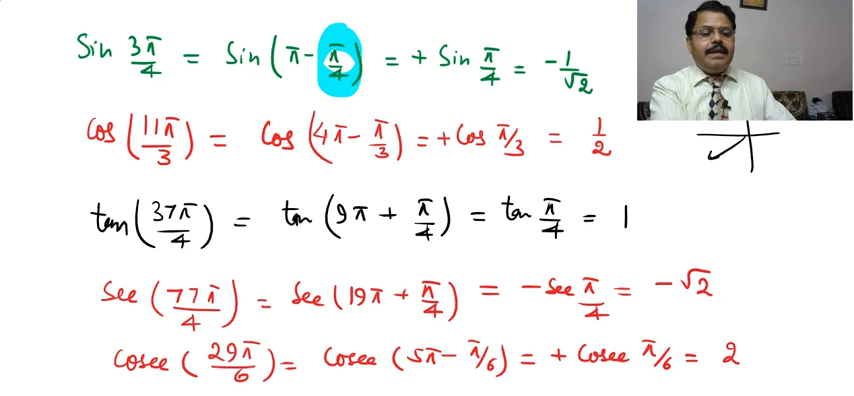 Sin 3π/4 = Sin (π - π/4) = + Sin π/4 = -1/√2
Cos (11π/3) = Cos (4π - π/3) = + Cos π/3 = 1/2
tan (37π/4) = tan (9π + π/4) = tan π/4 = 1
Sec (77π/4) = Sec (19π + π/4) = - Sec π/4 = -√2
Cosec (29π/6) = Cosec (5π - π/6) = + Cosec π/6 = 2